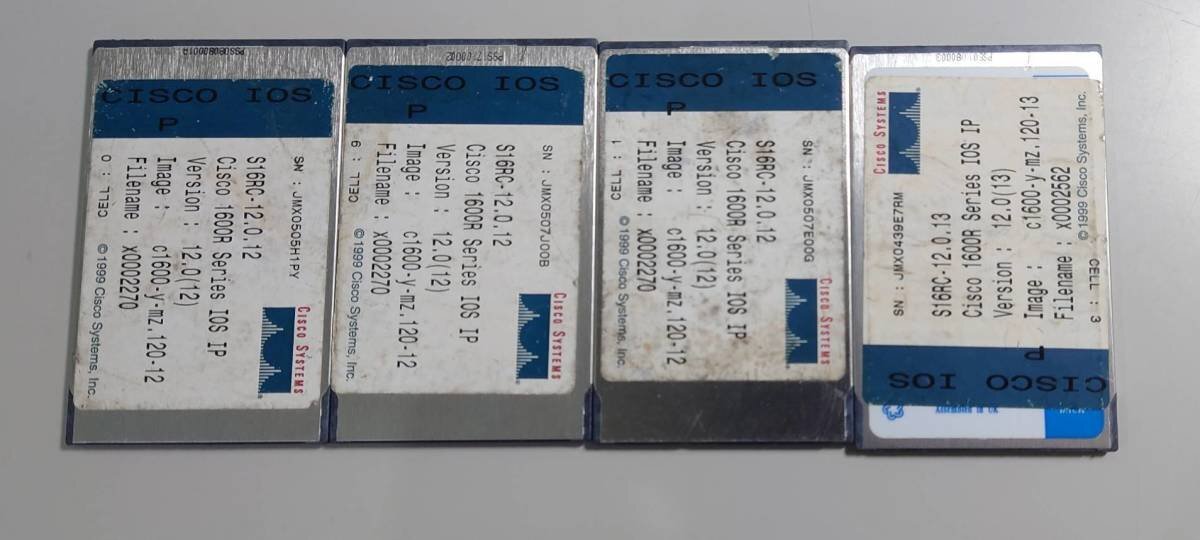 PSS0080001A
CISCO IOS
P
CISCO SYSTEMS
SN : JMX0505H1PY
S16RC-12.0.12
Cisco 1600R Series IOS IP
Version : 12.0(12)
Image : c1600-y-mz.120-12
Filename : x0002270
CELL : 0
©1999 Cisco Systems, Inc.
CISCO IOS
P
CISCO SYSTEMS
SN : JMX0507J00B
S16RC-12.0.12
Cisco 1600R Series IOS IP
Version : 12.0(12)
Image : c1600-y-mz.120-12
Filename : x0002270
CELL : 6
©1999 Cisco Systems, Inc.
CISCO IOS
P
CISCO SYSTEMS
SN : JMX0507E00G
S16RC-12.0.12
Cisco 1600R Series IOS IP
Version : 12.0(12)
Image : c1600-y-mz.120-12
Filename : x0002270
CELL : 1
©1999 Cisco Systems, Inc.
CISCO IOS
P
CISCO SYSTEMS
SN : JMX0439E7RM
S16RC-12.0.13
Cisco 1600R Series IOS IP
Version : 12.0(13)
Image : c1600-y-mz.120-13
Filename : x0002562
CELL : 3
©1999 Cisco Systems, Inc.